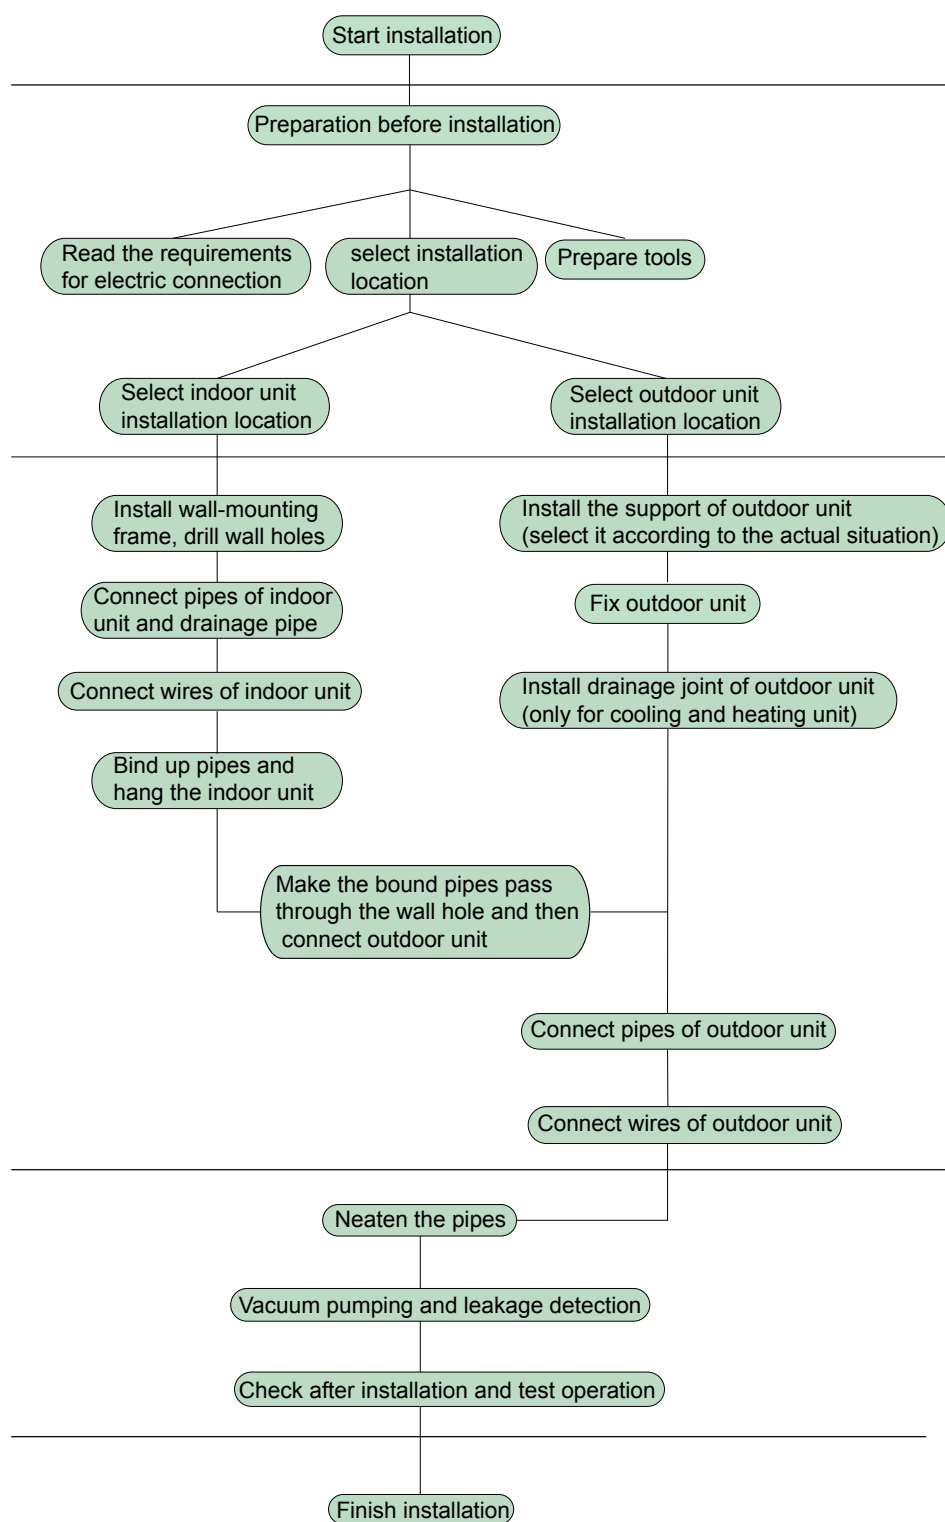 Start installation
Preparation before installation
Read the requirements
for electric connection
select installation
location
Prepare tools
Select indoor unit
installation location
Select outdoor unit
installation location
Install wall-mounting
frame, drill wall holes
Install the support of outdoor unit
(select it according to the actual situation)
Connect pipes of indoor
unit and drainage pipe
Fix outdoor unit
Connect wires of indoor unit
Install drainage joint of outdoor unit
(only for cooling and heating unit)
Bind up pipes and
hang the indoor unit
Make the bound pipes pass
through the wall hole and then
connect outdoor unit
Connect pipes of outdoor unit
Connect wires of outdoor unit
Neaten the pipes
Vacuum pumping and leakage detection
Check after installation and test operation
Finish installation